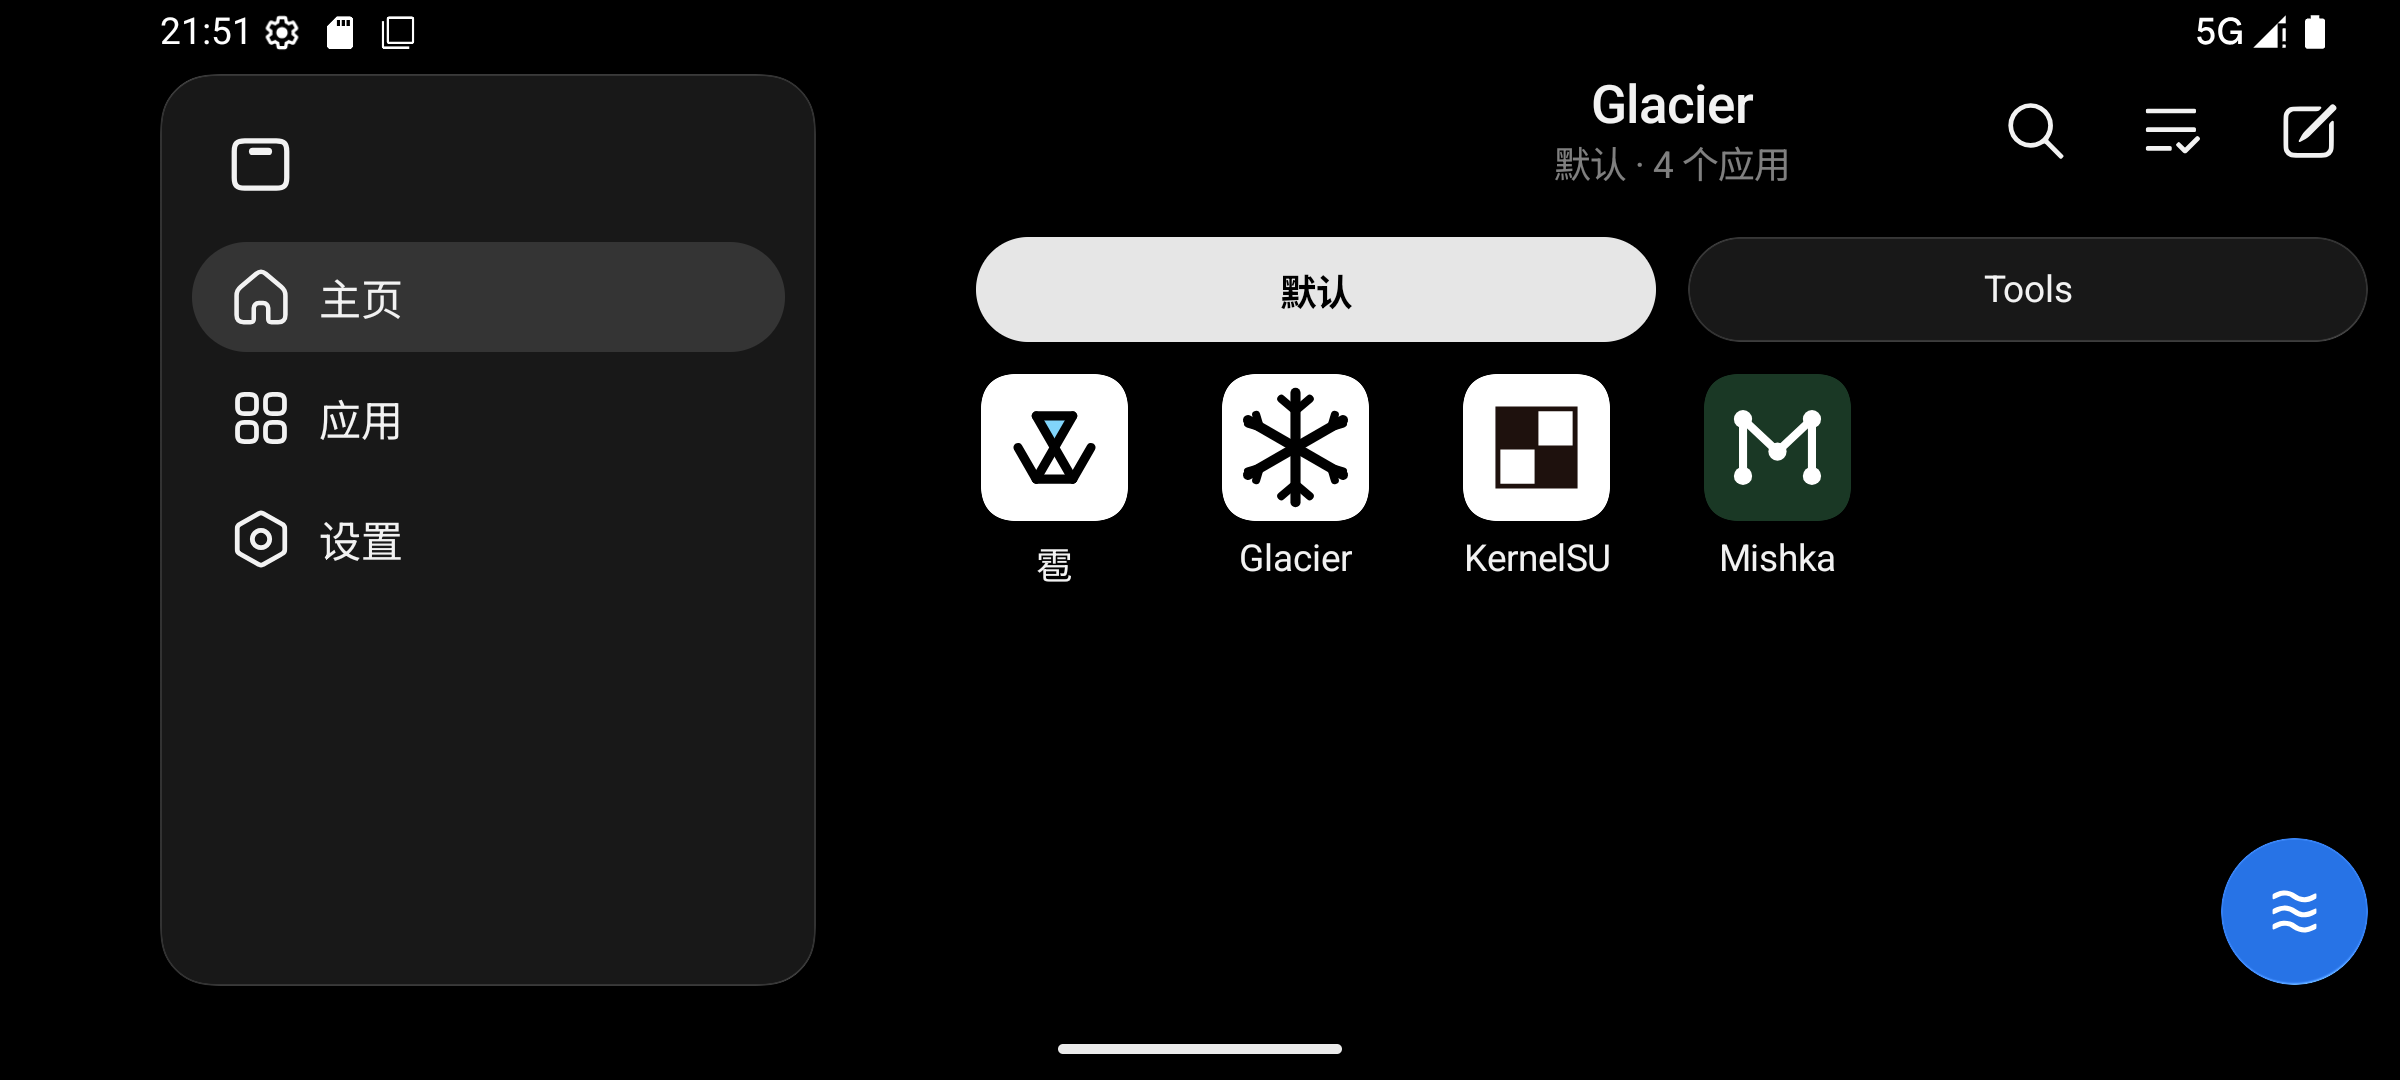 21:51
5G
主页
应用
设置
Glacier
默认 · 4 个应用
默认
Tools
雹
Glacier
KernelSU
Mishka